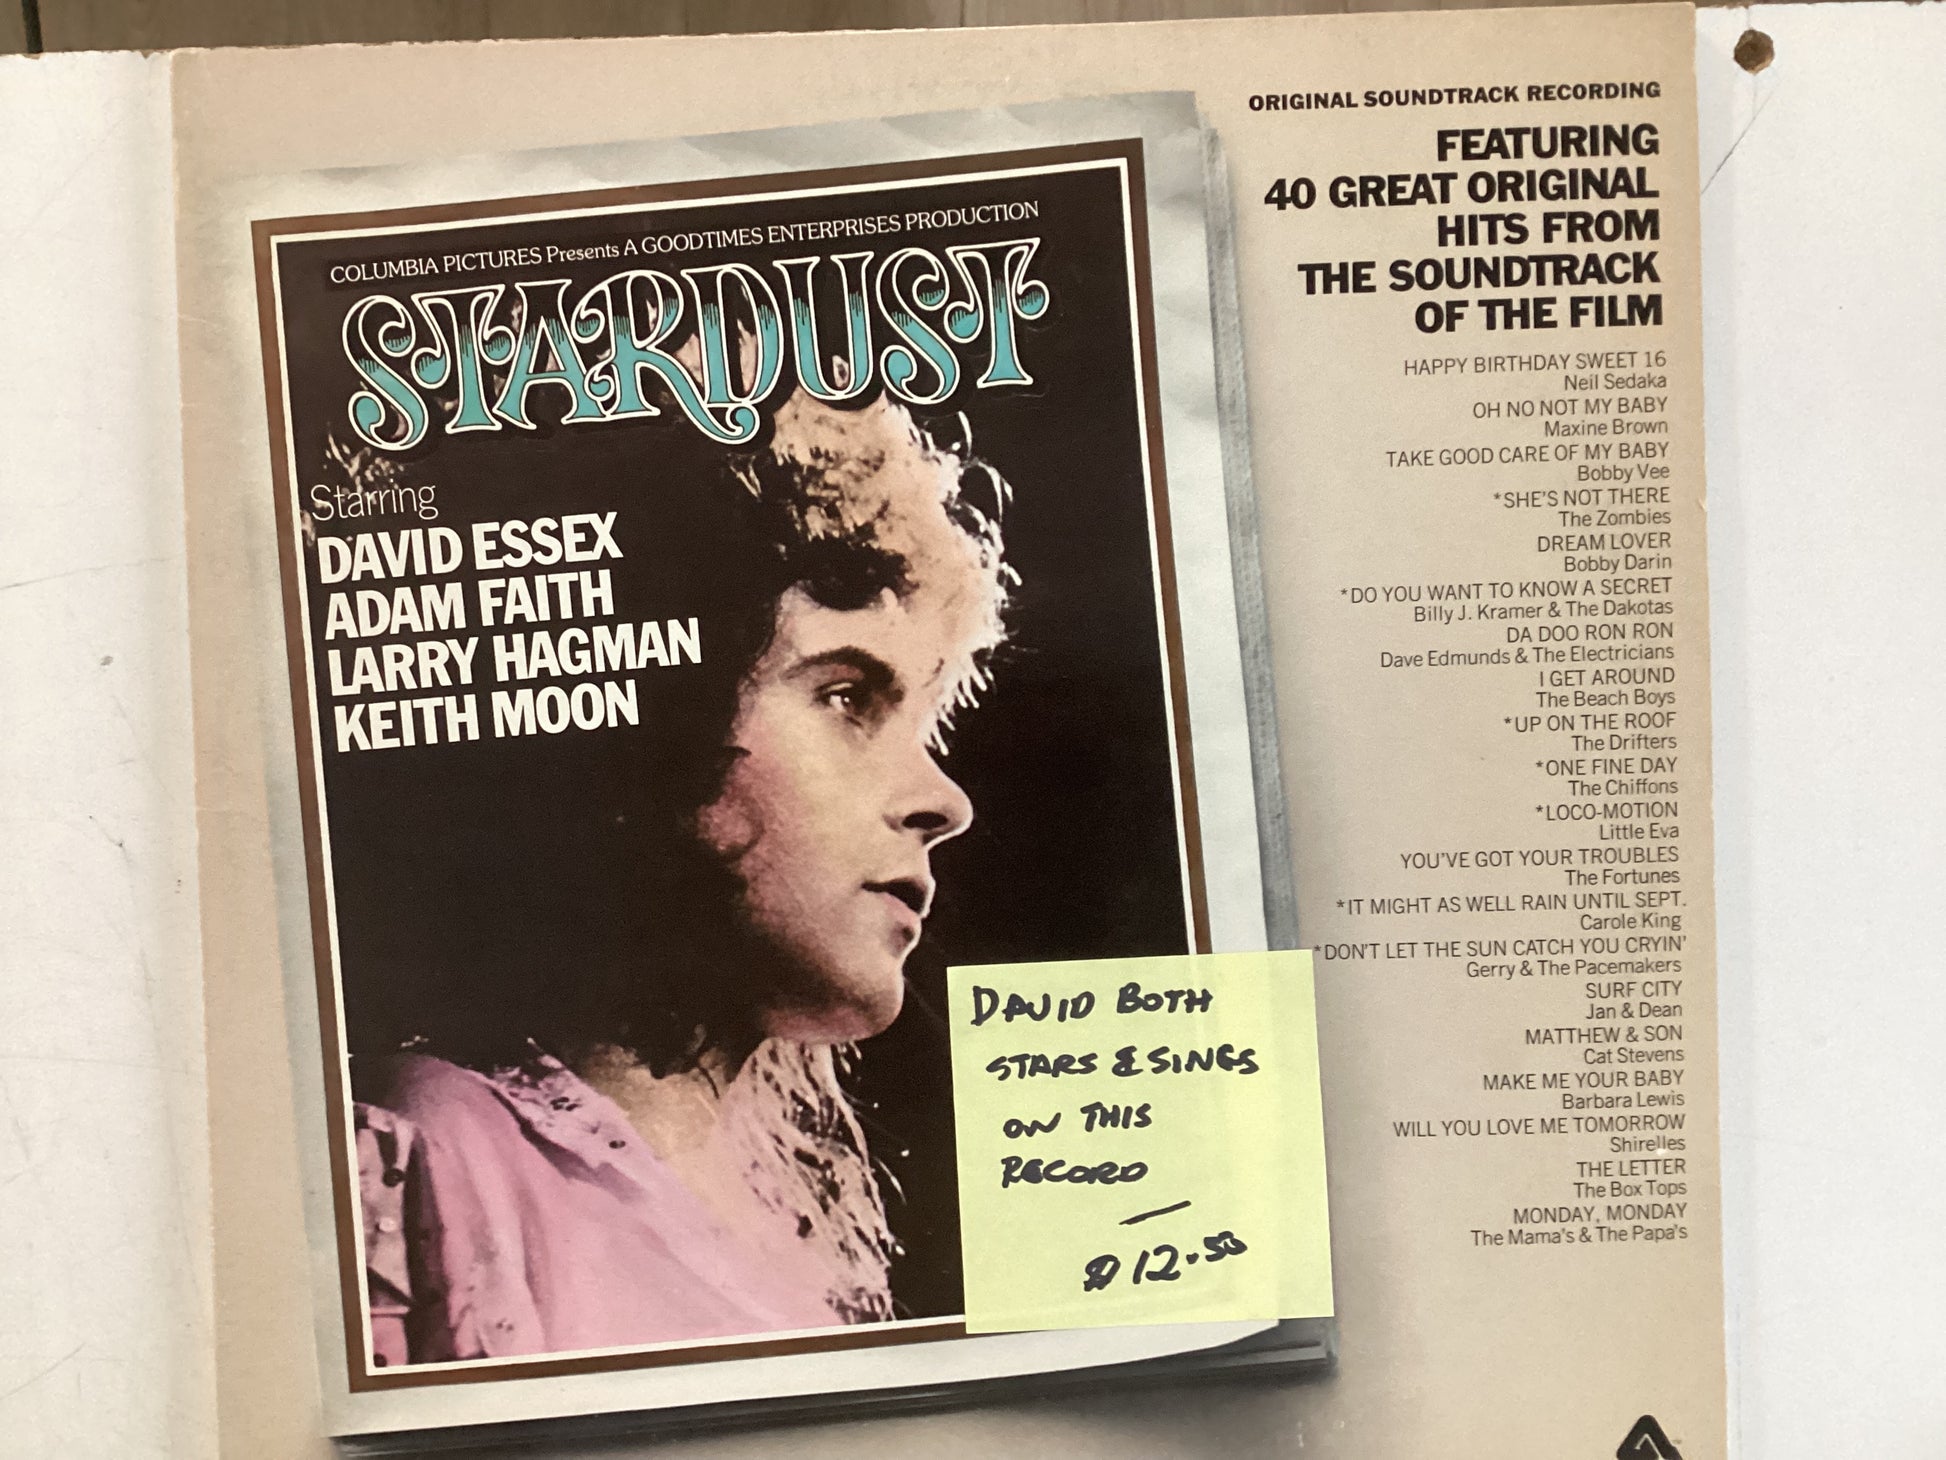 COLUMBIA PICTURES Presents A GOODTIMES ENTERPRISES PRODUCTION
STARDUST
Starring
DAVID ESSEX
ADAM FAITH
LARRY HAGMAN
KEITH MOON
ORIGINAL SOUNDTRACK RECORDING
FEATURING
40 GREAT ORIGINAL
HITS FROM
THE SOUNDTRACK
OF THE FILM
HAPPY BIRTHDAY SWEET 16
Neil Sedaka
OH NO NOT MY BABY
Maxine Brown
TAKE GOOD CARE OF MY BABY
Bobby Vee
*SHE'S NOT THERE
The Zombies
DREAM LOVER
Bobby Darin
*DO YOU WANT TO KNOW A SECRET
Billy J. Kramer & The Dakotas
DA DOO RON RON
Dave Edmunds & The Electricians
I GET AROUND
The Beach Boys
*UP ON THE ROOF
The Drifters
*ONE FINE DAY
The Chiffons
*LOCO-MOTION
Little Eva
YOU'VE GOT YOUR TROUBLES
The Fortunes
*IT MIGHT AS WELL RAIN UNTIL SEPT.
Carole King
*DON'T LET THE SUN CATCH YOU CRYIN'
Gerry & The Pacemakers
SURF CITY
Jan & Dean
MATTHEW & SON
Cat Stevens
MAKE ME YOUR BABY
Barbara Lewis
WILL YOU LOVE ME TOMORROW
Shirelles
THE LETTER
The Box Tops
MONDAY, MONDAY
The Mama's & The Papa's
DAVID BOTH
STARS & SINGS
ON THIS
RECORD
—
$12.50